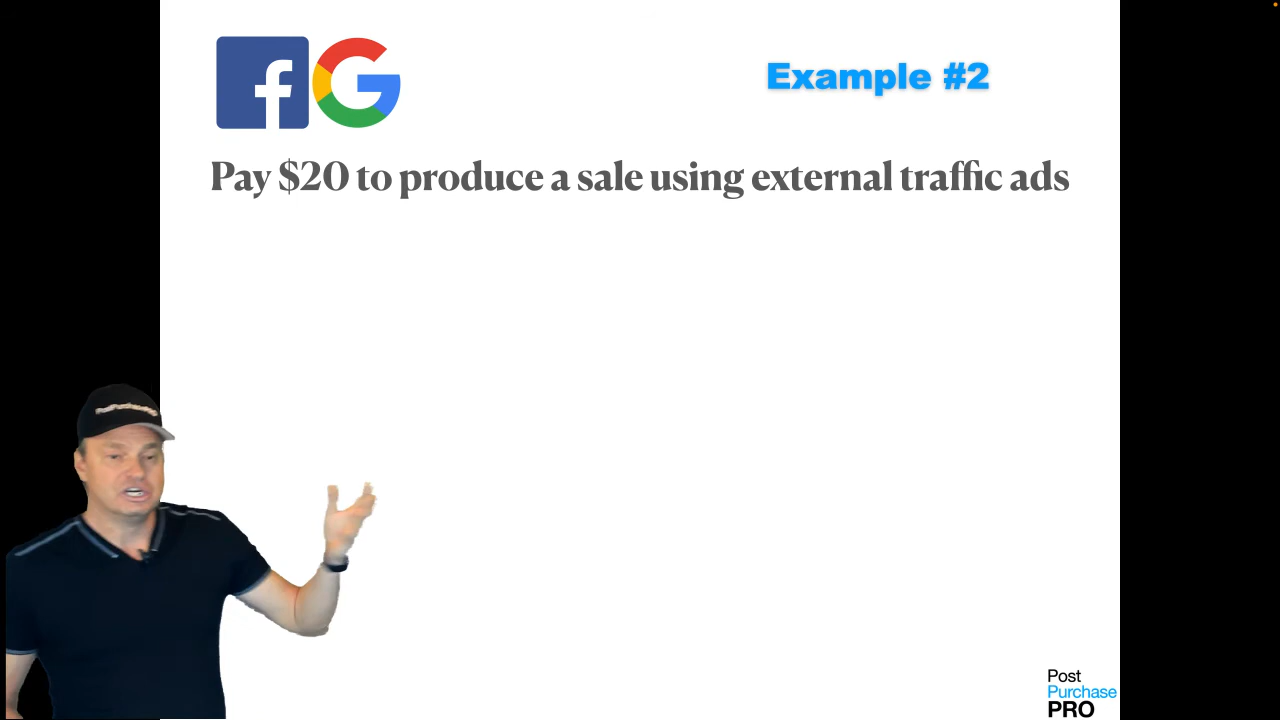 Example #2
Pay $20 to produce a sale using external traffic ads
Post
Purchase
PRO